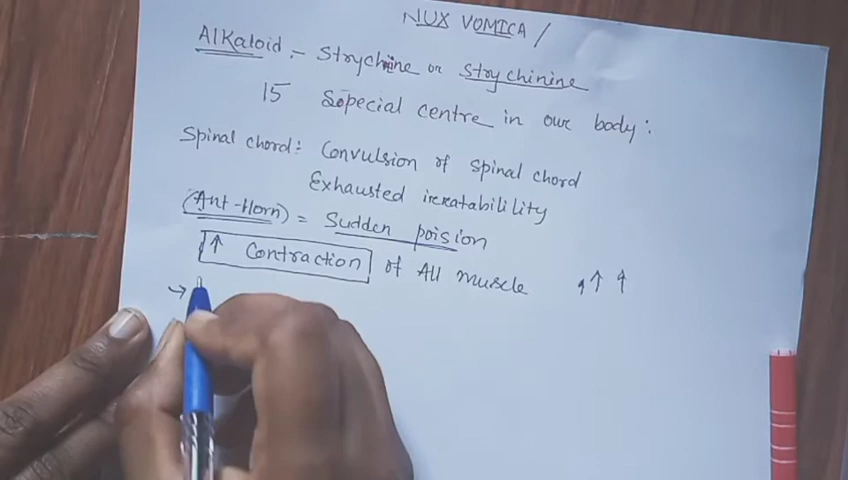 NUX VOMICA /
Alkaloid :- Strychine or Strychinine
15 Sopecial centre in our body :
Spinal chord : Convulsion of spinal chord
Exhausted irreatabilility
(Ant-Horn) = Sudden poision
↑ Contraction of All muscle ↑ ↑ ↑
→